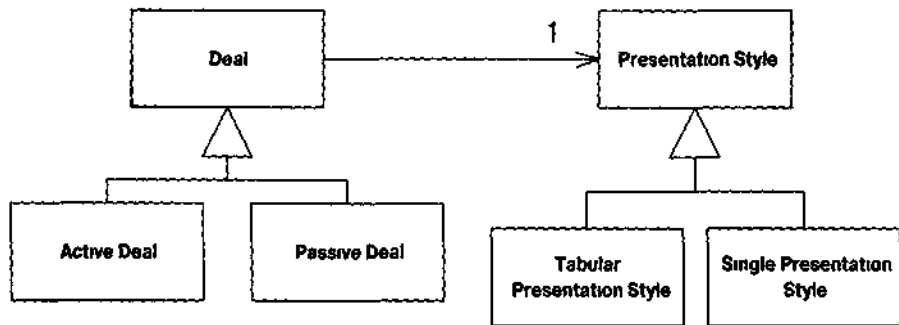 1
Deal
Presentation Style
Active Deal
Passive Deal
Tabular
Presentation Style
Single Presentation
Style